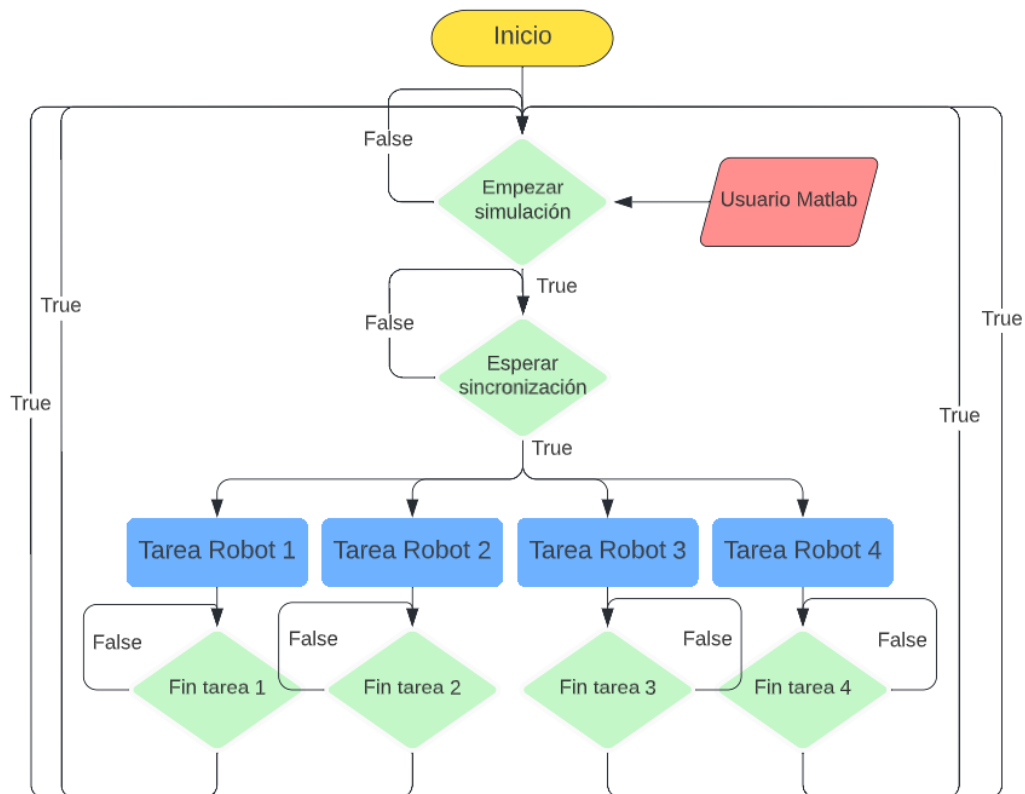 Inicio
False
Empezar
simulación
Usuario Matlab
True
True
True
False
Esperar
sincronización
True
True
True
Tarea Robot 1
Tarea Robot 2
Tarea Robot 3
Tarea Robot 4
False
False
False
False
Fin tarea 1
Fin tarea 2
Fin tarea 3
Fin tarea 4